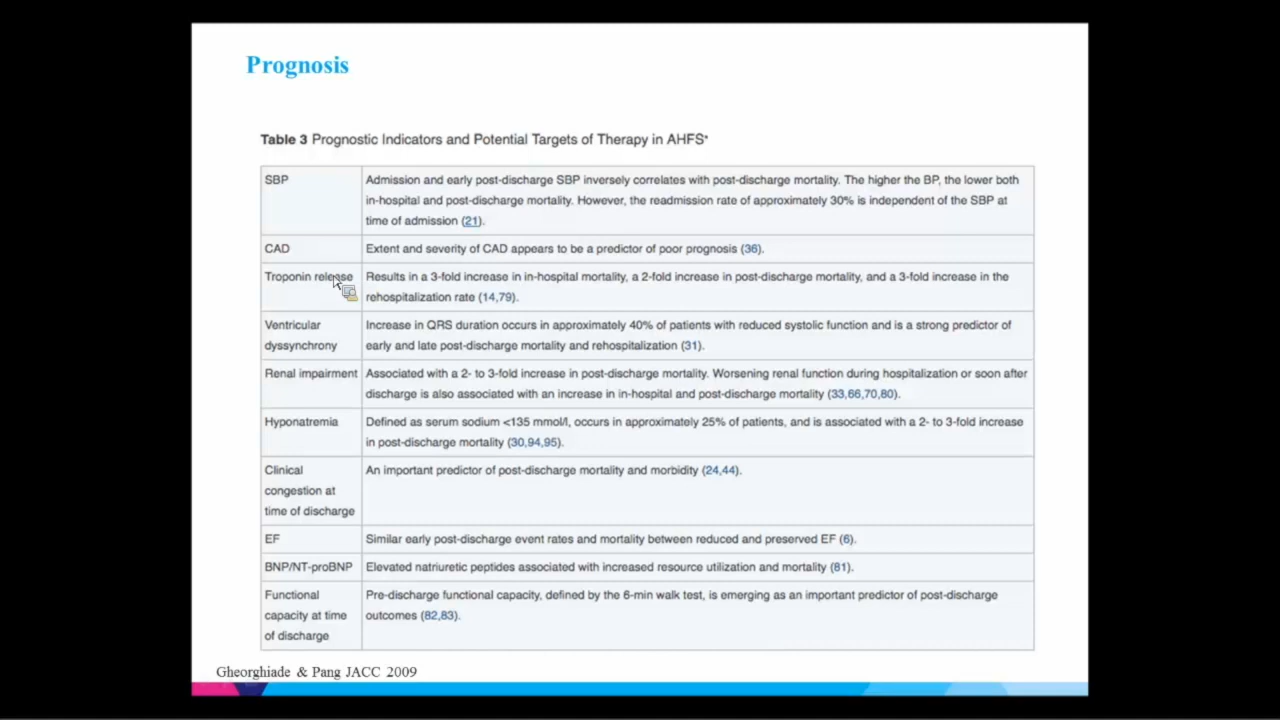 Prognosis
Table 3 Prognostic Indicators and Potential Targets of Therapy in AHFS*
SBP
Admission and early post-discharge SBP inversely correlates with post-discharge mortality. The higher the BP, the lower both
in-hospital and post-discharge mortality. However, the readmission rate of approximately 30% is independent of the SBP at
time of admission (21).
CAD
Extent and severity of CAD appears to be a predictor of poor prognosis (36).
Troponin release
Results in a 3-fold increase in in-hospital mortality, a 2-fold increase in post-discharge mortality, and a 3-fold increase in the
rehospitalization rate (14,79).
Ventricular
dyssynchrony
Increase in QRS duration occurs in approximately 40% of patients with reduced systolic function and is a strong predictor of
early and late post-discharge mortality and rehospitalization (31).
Renal impairment
Associated with a 2- to 3-fold increase in post-discharge mortality. Worsening renal function during hospitalization or soon after
discharge is also associated with an increase in in-hospital and post-discharge mortality (33,66,70,80).
Hyponatremia
Defined as serum sodium <135 mmol/l, occurs in approximately 25% of patients, and is associated with a 2- to 3-fold increase
in post-discharge mortality (30,94,95).
Clinical
congestion at
time of discharge
An important predictor of post-discharge mortality and morbidity (24,44).
EF
Similar early post-discharge event rates and mortality between reduced and preserved EF (6).
BNP/NT-proBNP
Elevated natriuretic peptides associated with increased resource utilization and mortality (81).
Functional
capacity at time
of discharge
Pre-discharge functional capacity, defined by the 6-min walk test, is emerging as an important predictor of post-discharge
outcomes (82,83).
Gheorghiade & Pang JACC 2009